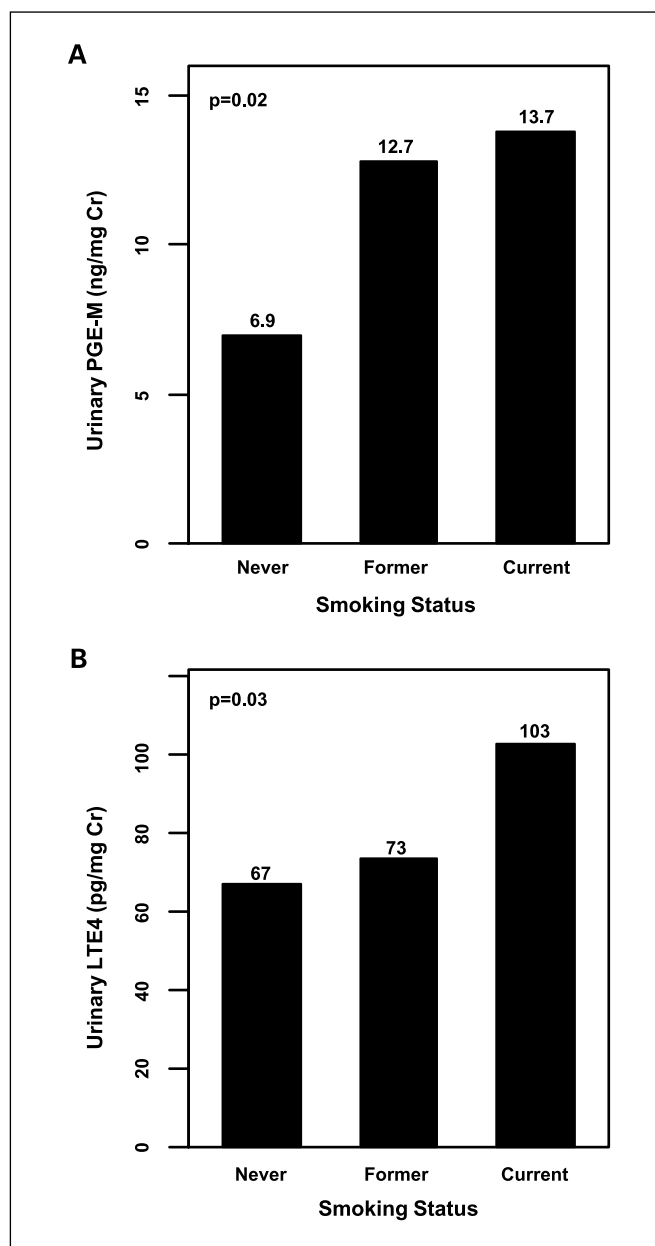 A
p=0.02
Urinary PGE-M (ng/mg Cr)
15
10
5
0
6.9
12.7
13.7
Never Former Current
Smoking Status
B
p=0.03
Urinary LTE4 (pg/mg Cr)
100
80
60
40
20
0
67
73
103
Never Former Current
Smoking Status